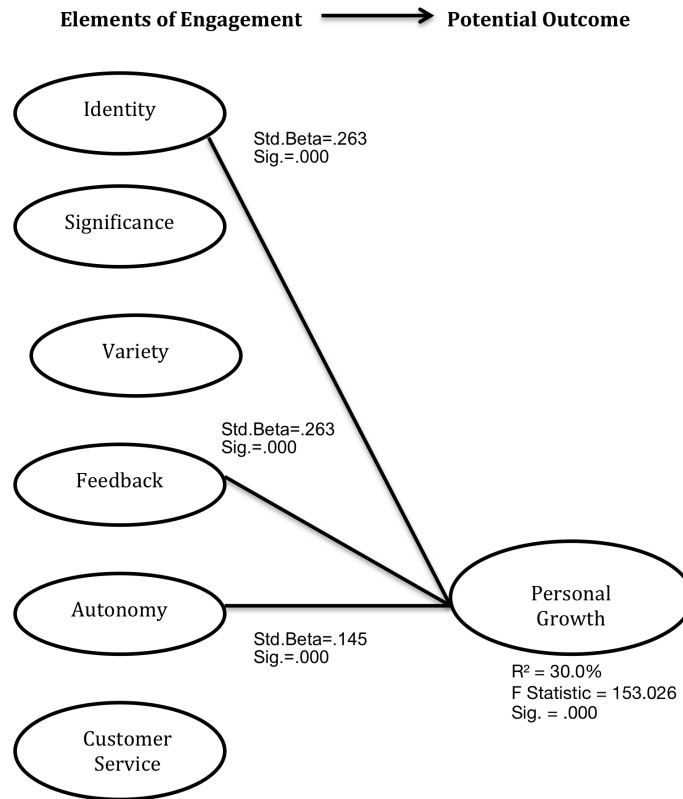 Elements of Engagement Potential Outcome
Identity
Std.Beta=.263
Sig.=.000
Significance
Variety
Std.Beta=.263
Sig.=.000
Feedback
Autonomy
Std.Beta=.145
Sig.=.000
Personal
Growth
R² = 30.0%
F Statistic = 153.026
Sig. = .000
Customer
Service